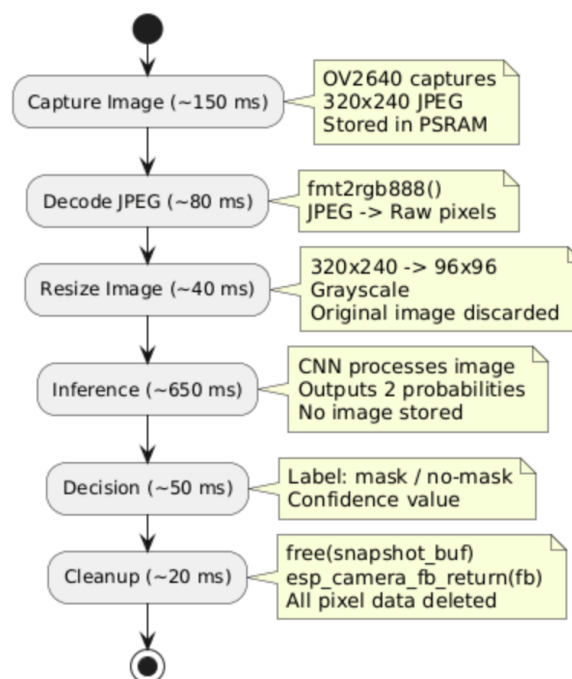 Capture Image (~150 ms)
OV2640 captures
320x240 JPEG
Stored in PSRAM
Decode JPEG (~80 ms)
fmt2rgb888()
JPEG -> Raw pixels
Resize Image (~40 ms)
320x240 -> 96x96
Grayscale
Original image discarded
Inference (~650 ms)
CNN processes image
Outputs 2 probabilities
No image stored
Decision (~50 ms)
Label: mask / no-mask
Confidence value
Cleanup (~20 ms)
free(snapshot_buf)
esp_camera_fb_return(fb)
All pixel data deleted